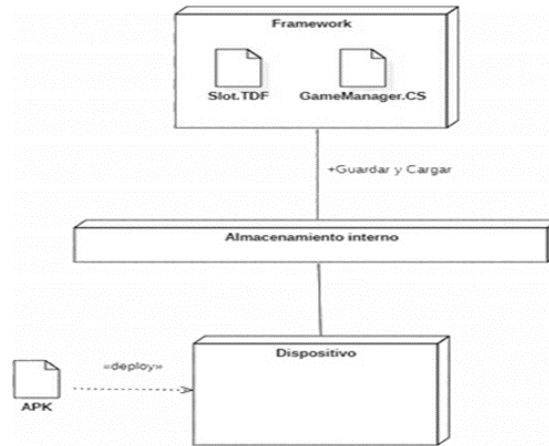 Framework
Slot.TDF
GameManager.CS
+Guardar y Cargar
Almacenamiento interno
Dispositivo
«deploy»
APK